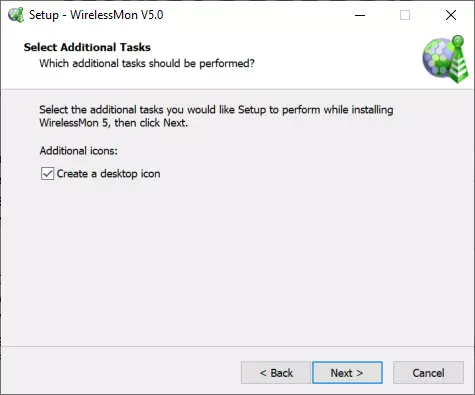 Setup - WirelessMon V5.0
Select Additional Tasks
Which additional tasks should be performed?
Select the additional tasks you would like Setup to perform while installing
WirelessMon 5, then click Next.
Additional icons:
Create a desktop icon
< Back Next > Cancel